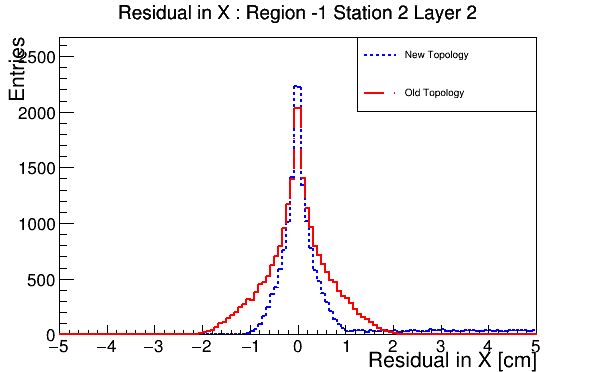 Residual in X : Region -1 Station 2 Layer 2
Entries
New Topology
Old Topology
2500
2000
1500
1000
500
0
−5 −4 −3 −2 −1 0 1 2 3 4 5
Residual in X [cm]